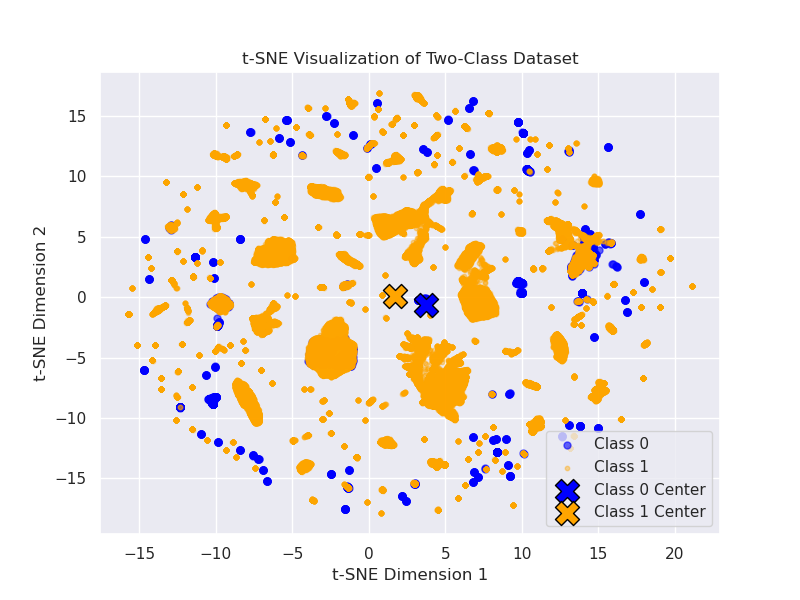 t-SNE Visualization of Two-Class Dataset
t-SNE Dimension 2
15
10
5
0
−5
−10
−15
−15
−10
−5
0
5
10
15
20
t-SNE Dimension 1
Class 0
Class 1
Class 0 Center
Class 1 Center